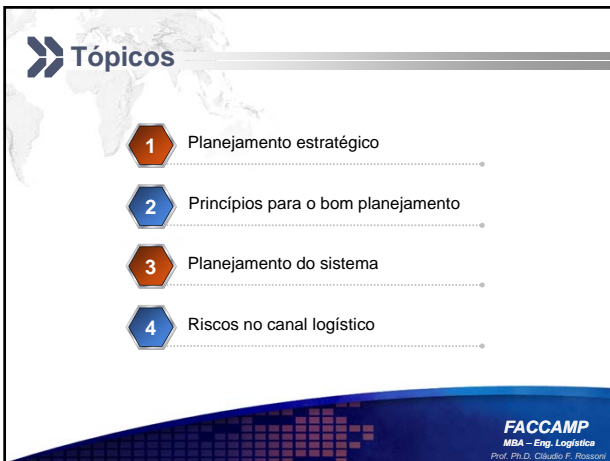 Tópicos
1 Planejamento estratégico
2 Princípios para o bom planejamento
3 Planejamento do sistema
4 Riscos no canal logístico
FACCAMP
MBA – Eng. Logística
Prof. Ph.D. Cláudio F. Rossoni